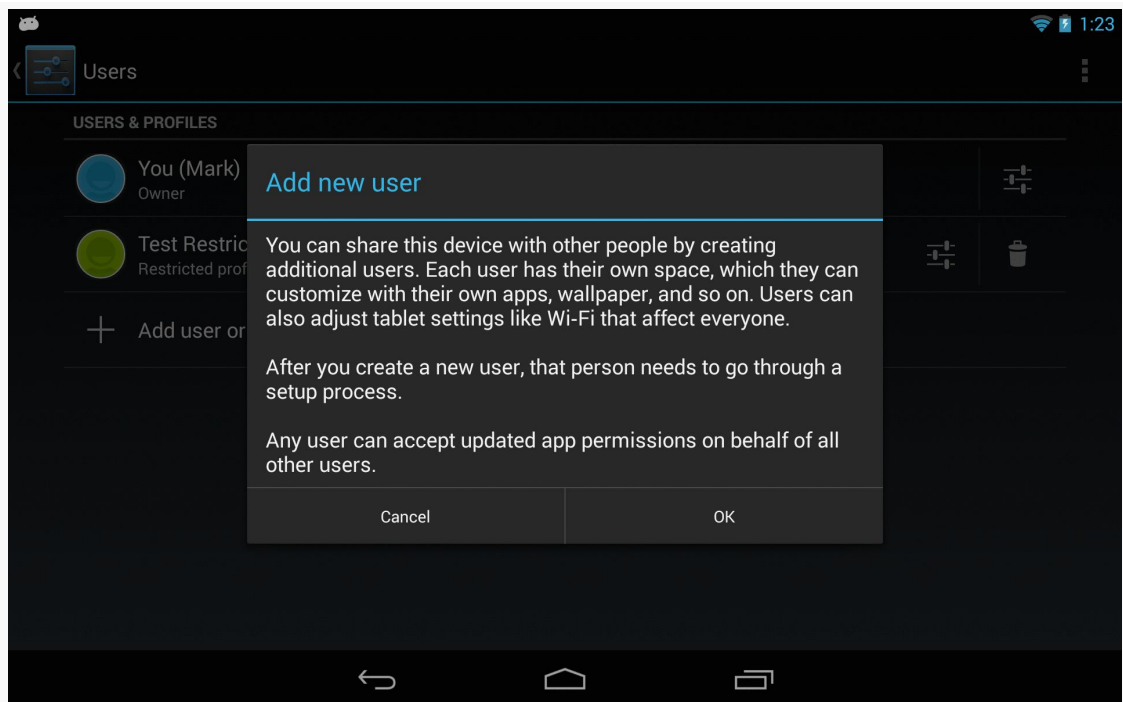 1:23
Users
USERS & PROFILES
You (Mark)
Owner
Test Restric
Restricted prof
Add user or
Add new user
You can share this device with other people by creating
additional users. Each user has their own space, which they can
customize with their own apps, wallpaper, and so on. Users can
also adjust tablet settings like Wi-Fi that affect everyone.
After you create a new user, that person needs to go through a
setup process.
Any user can accept updated app permissions on behalf of all
other users.
Cancel
OK